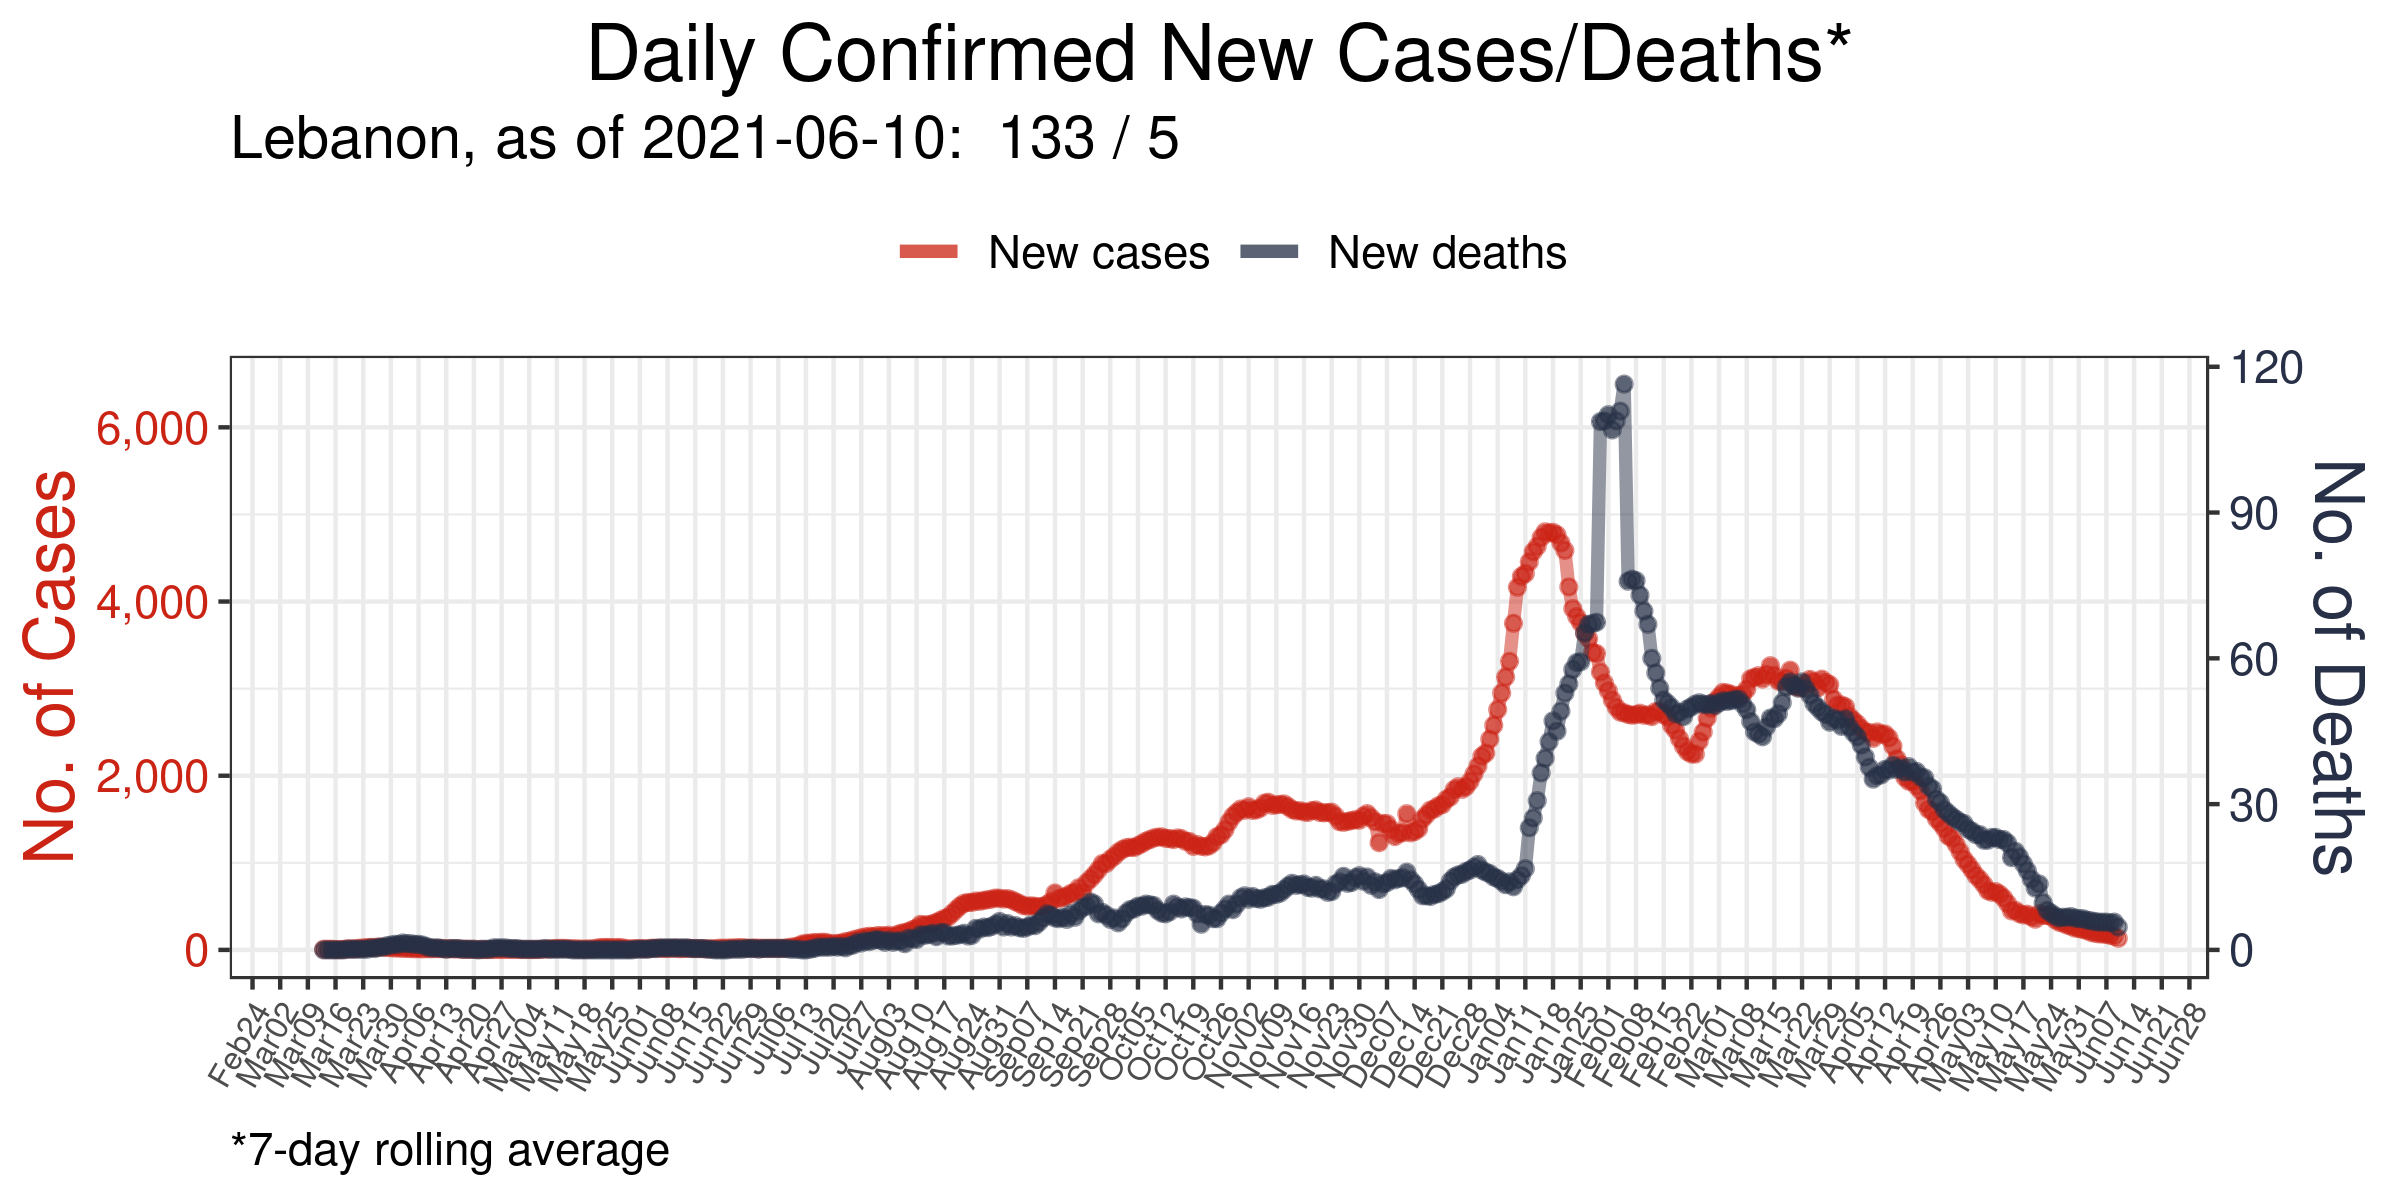 Daily Confirmed New Cases/Deaths*
Lebanon, as of 2021-06-10:  133 / 5
New cases
New deaths
No. of Cases
6,000
4,000
2,000
0
120
90
60
30
0
No. of Deaths
Feb24
Mar02
Mar09
Mar16
Mar23
Mar30
Apr06
Apr13
Apr20
Apr27
May04
May11
May18
May25
Jun01
Jun08
Jun15
Jun22
Jun29
Jul06
Jul13
Jul20
Jul27
Aug03
Aug10
Aug17
Aug24
Aug31
Sep07
Sep14
Sep21
Sep28
Oct05
Oct12
Oct19
Oct26
Nov02
Nov09
Nov16
Nov23
Nov30
Dec07
Dec14
Dec21
Dec28
Jan04
Jan11
Jan18
Jan25
Feb01
Feb08
Feb15
Feb22
Mar01
Mar08
Mar15
Mar22
Mar29
Apr05
Apr12
Apr19
Apr26
May03
May10
May17
May24
May31
Jun07
Jun14
Jun21
Jun28
*7-day rolling average